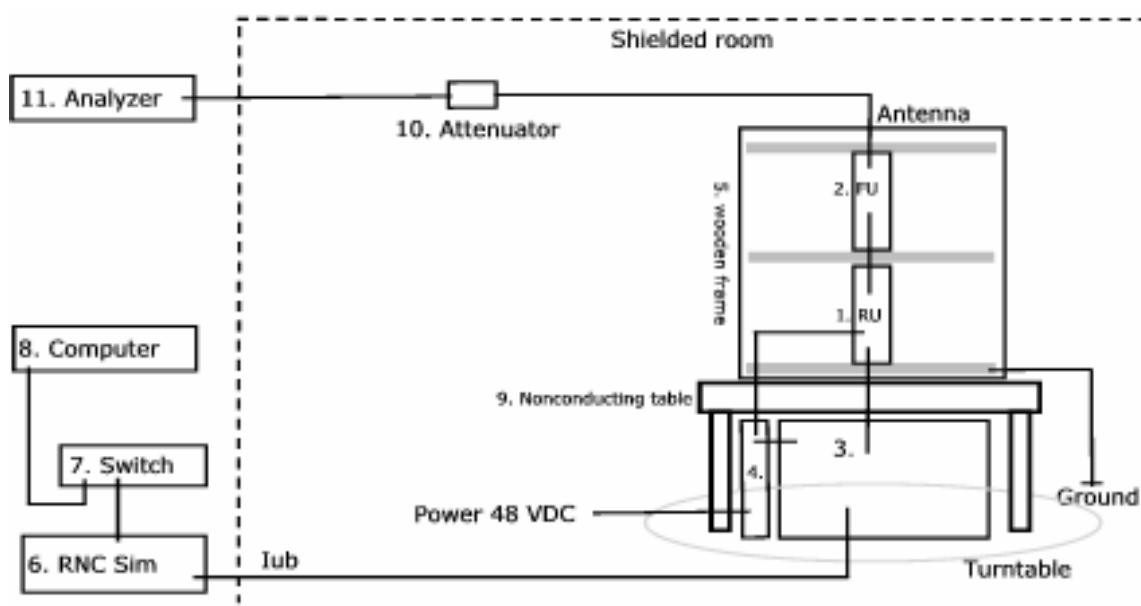 Shielded room
11. Analyzer
10. Attenuator
Antenna
2. FU
5. wooden frame
1. RU
8. Computer
9. Nonconducting table
7. Switch
3.
4.
Ground
Power 48 VDC
6. RNC Sim
Iub
Turntable